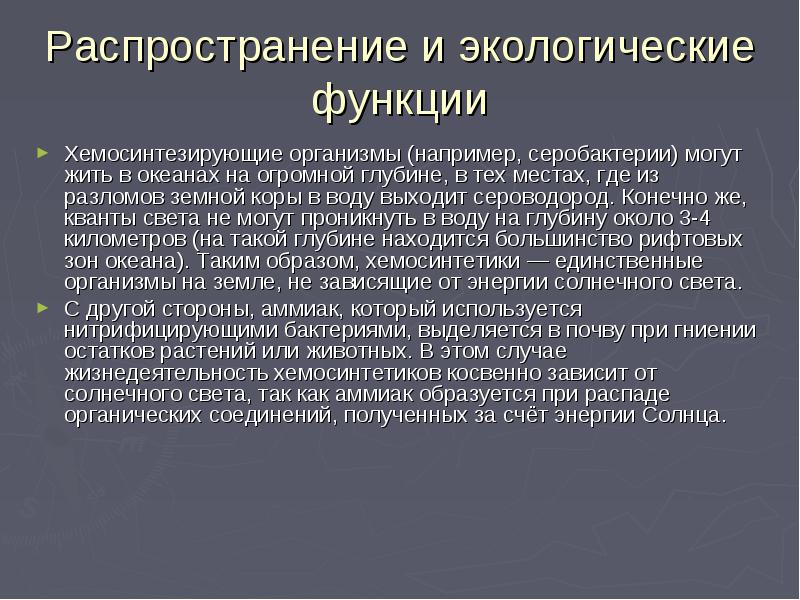 Распространение и экологические
функции
Хемосинтезирующие организмы (например, серобактерии) могут
жить в океанах на огромной глубине, в тех местах, где из
разломов земной коры в воду выходит сероводород. Конечно же,
кванты света не могут проникнуть в воду на глубину около 3-4
километров (на такой глубине находится большинство рифтовых
зон океана). Таким образом, хемосинтетики — единственные
организмы на земле, не зависящие от энергии солнечного света.
С другой стороны, аммиак, который используется
нитрифицирующими бактериями, выделяется в почву при гниении
остатков растений или животных. В этом случае
жизнедеятельность хемосинтетиков косвенно зависит от
солнечного света, так как аммиак образуется при распаде
органических соединений, полученных за счёт энергии Солнца.